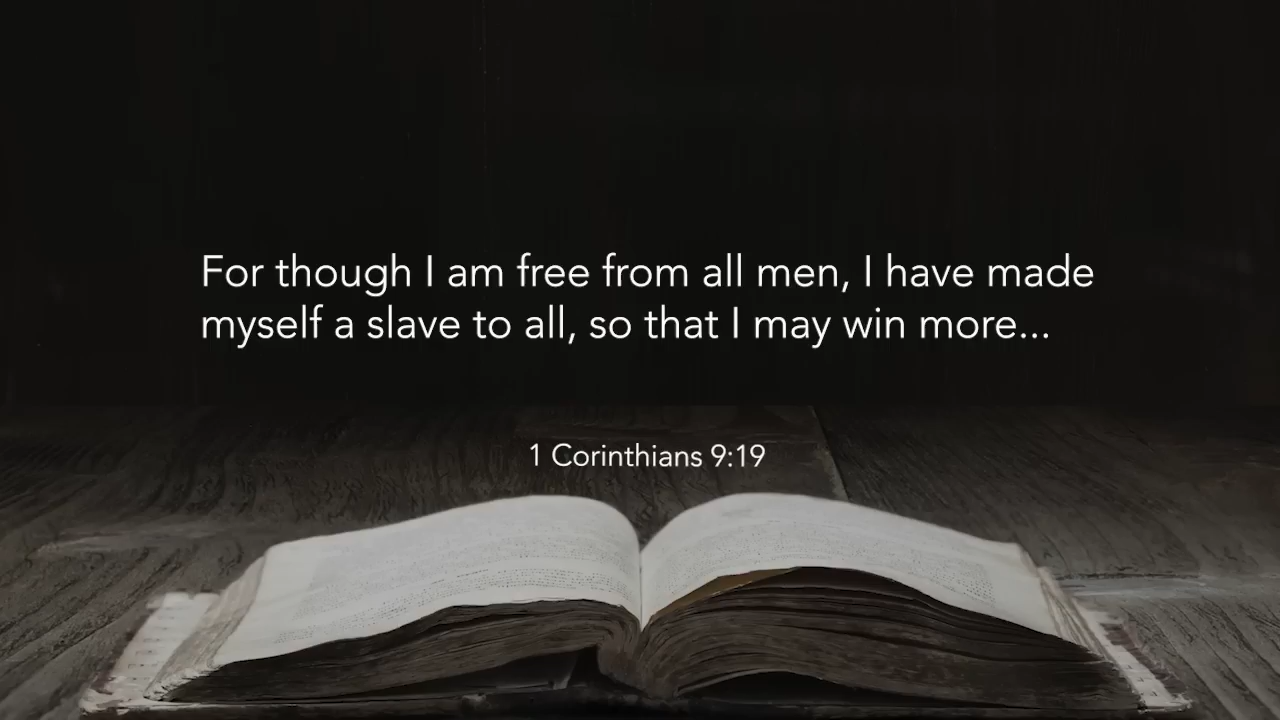 For though I am free from all men, I have made
myself a slave to all, so that I may win more...
1 Corinthians 9:19